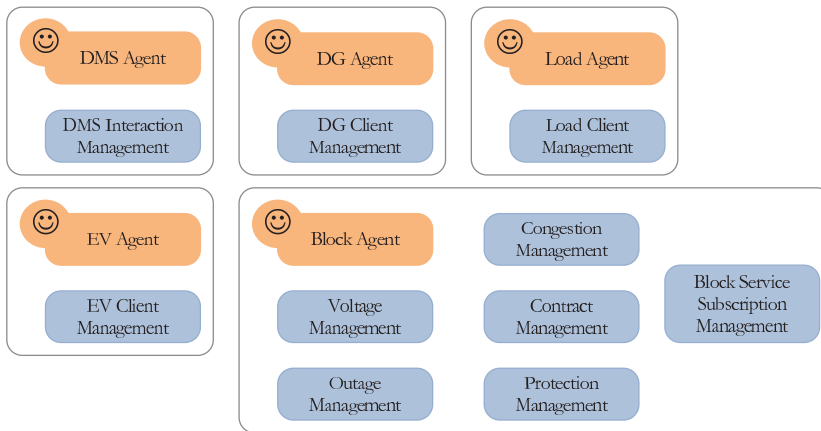 DMS Agent
DMS Interaction
Management
DG Agent
DG Client
Management
Load Agent
Load Client
Management
EV Agent
EV Client
Management
Block Agent
Voltage
Management
Outage
Management
Congestion
Management
Contract
Management
Protection
Management
Block Service
Subscription
Management